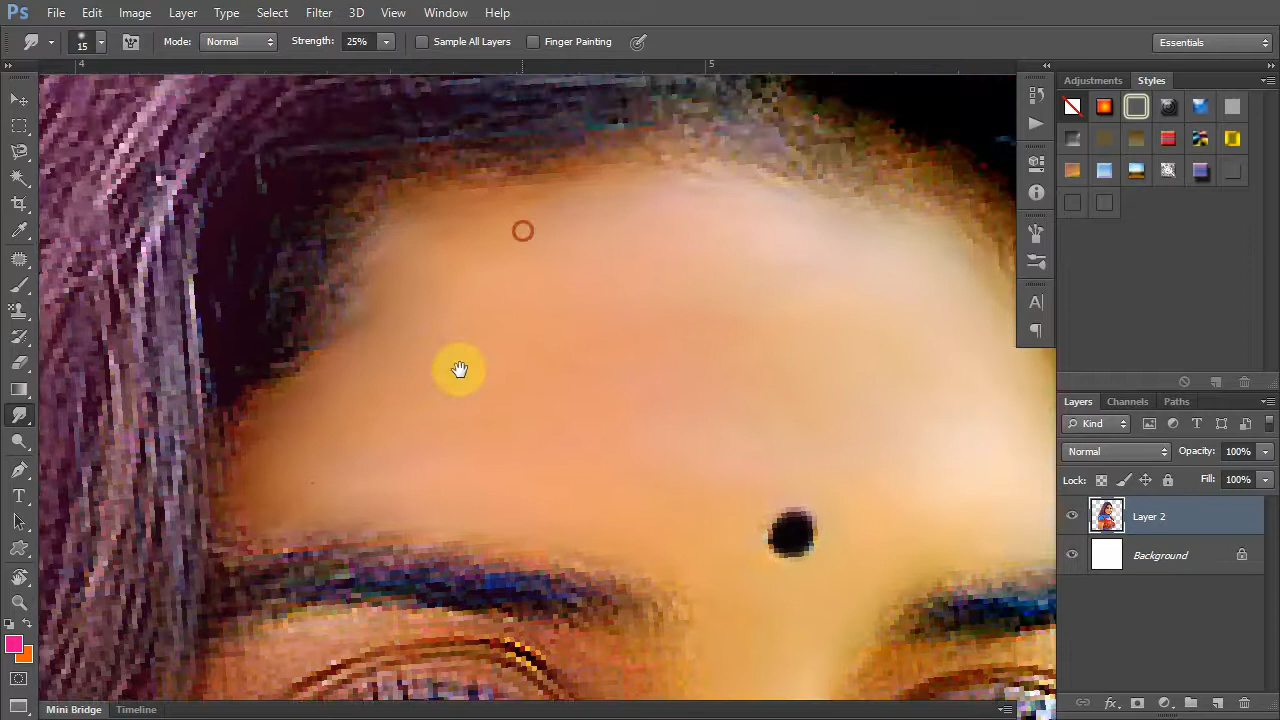 Ps File Edit Image Layer Type Select Filter 3D View Window Help
15 Mode: Normal Strength: 25% Sample All Layers Finger Painting Essentials
4 5
Adjustments Styles
Layers Channels Paths
Kind
Normal Opacity: 100%
Lock: Fill: 100%
Layer 2
Background
Mini Bridge Timeline